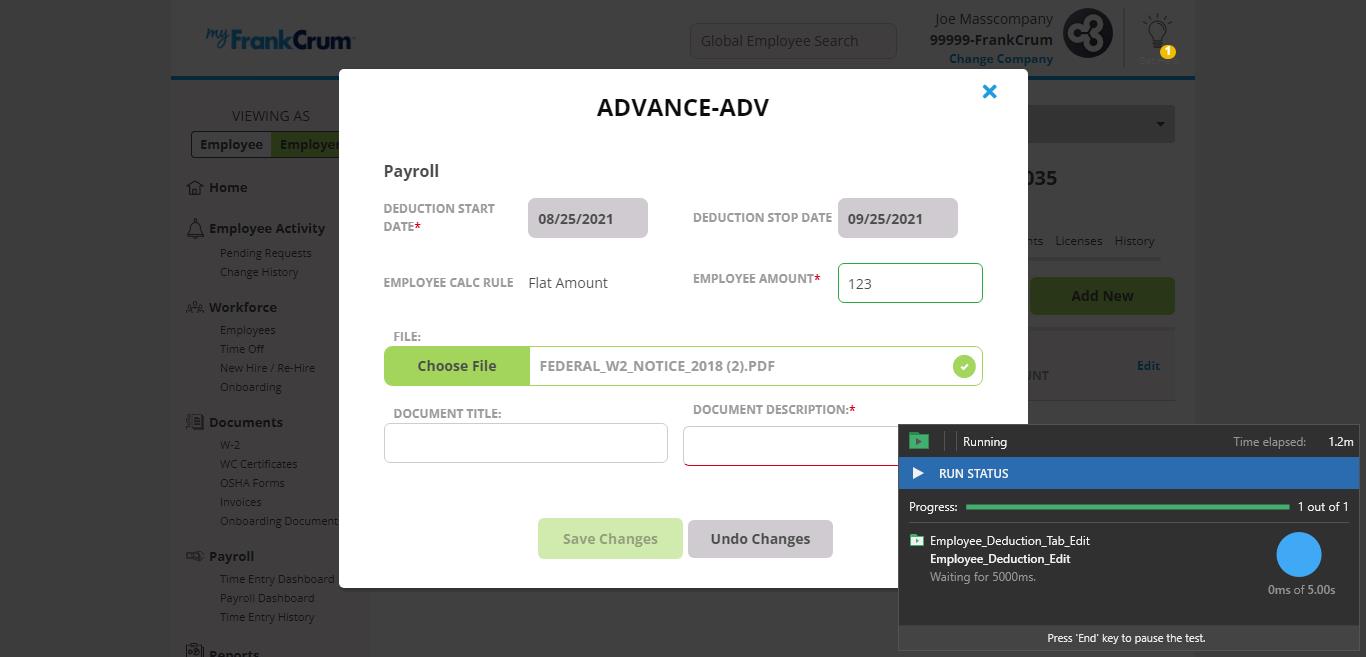 myFrankCrum
Global Employee Search
Joe Masscompany
99999-FrankCrum
Change Company
1
VIEWING AS
Employee
Employer
Home
Employee Activity
Pending Requests
Change History
Workforce
Employees
Time Off
New Hire / Re-Hire
Onboarding
Documents
W-2
WC Certificates
OSHA Forms
Invoices
Onboarding Document
Payroll
Time Entry Dashboard
Payroll Dashboard
Time Entry History
Reports
ADVANCE-ADV
Payroll
DEDUCTION START DATE*
08/25/2021
DEDUCTION STOP DATE
09/25/2021
EMPLOYEE CALC RULE
Flat Amount
EMPLOYEE AMOUNT*
123
FILE:
Choose File
FEDERAL_W2_NOTICE_2018 (2).PDF
DOCUMENT TITLE:
DOCUMENT DESCRIPTION:*
Save Changes
Undo Changes
035
nts
Licenses
History
Add New
Edit
NT
Running
Time elapsed:
1.2m
RUN STATUS
Progress:
1 out of 1
Employee_Deduction_Tab_Edit
Employee_Deduction_Edit
Waiting for 5000ms.
0ms of 5.00s
Press 'End' key to pause the test.